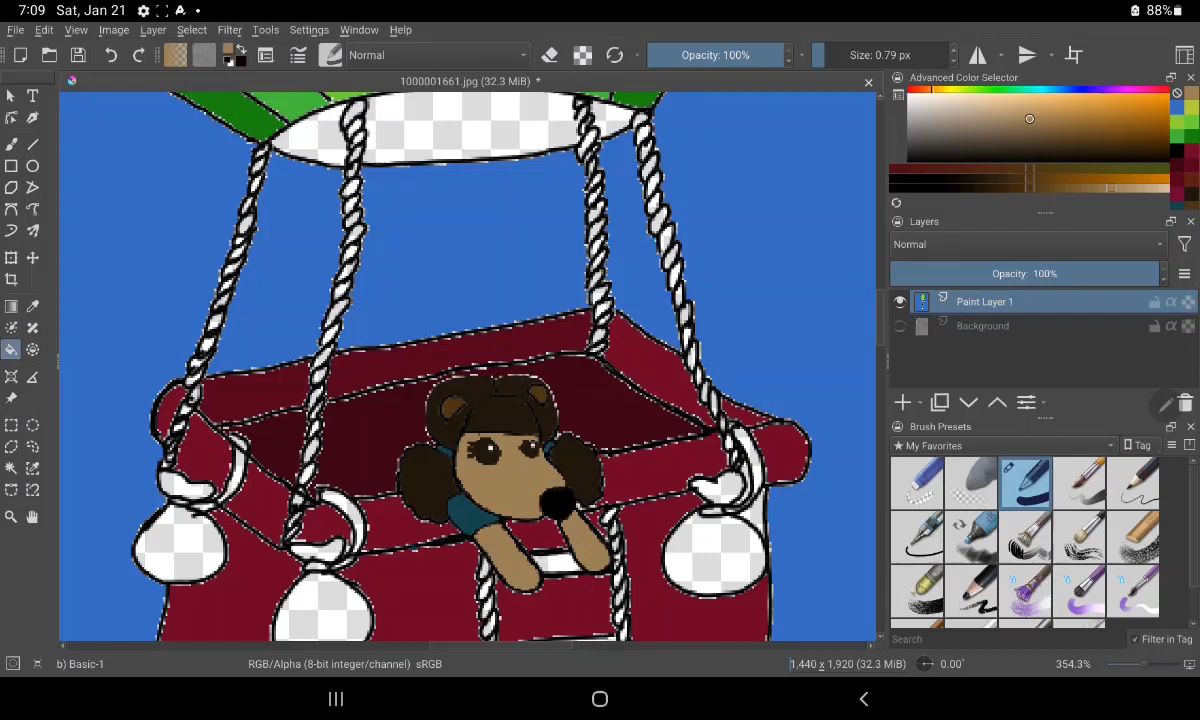 7:09 Sat, Jan 21 88%
File Edit View Image Layer Select Filter Tools Settings Window Help
Normal Opacity: 100% Size: 0.79 px
1000001661.jpg (32.3 MiB) *
Advanced Color Selector
Layers
Normal
Opacity: 100%
Paint Layer 1
Background
Brush Presets
★ My Favorites Tag
Search Filter in Tag
b) Basic-1 RGB/Alpha (8-bit integer/channel) sRGB 1,440 x 1,920 (32.3 MiB) 0.00° 354.3%